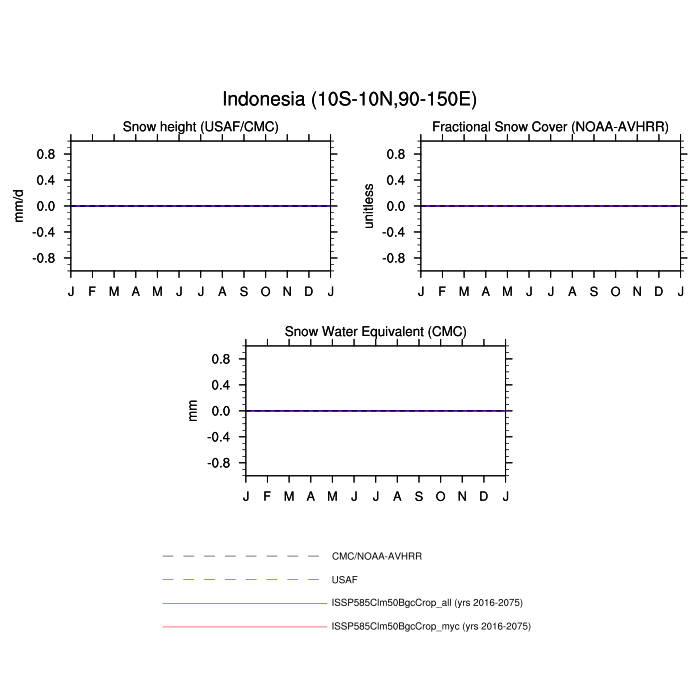 Indonesia (10S-10N,90-150E)
Snow height (USAF/CMC)
0.8
0.4
0.0
-0.4
-0.8
mm/d
J F M A M J J A S O N D J
Fractional Snow Cover (NOAA-AVHRR)
0.8
0.4
0.0
-0.4
-0.8
unitless
J F M A M J J A S O N D J
Snow Water Equivalent (CMC)
0.8
0.4
0.0
-0.4
-0.8
mm
J F M A M J J A S O N D J
CMC/NOAA-AVHRR
USAF
ISSP585Clm50BgcCrop_all (yrs 2016-2075)
ISSP585Clm50BgcCrop_myc (yrs 2016-2075)